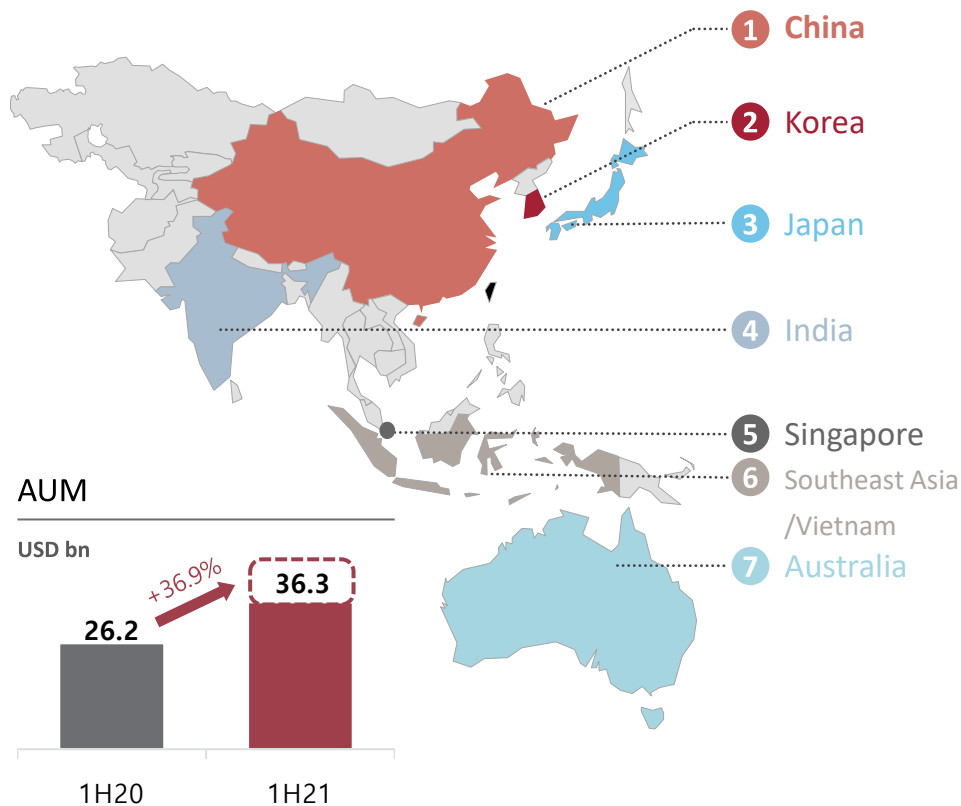 1 China
2 Korea
3 Japan
4 India
5 Singapore
6 Southeast Asia
/Vietnam
7 Australia
AUM
USD bn
+36.9%
26.2
36.3
1H20
1H21